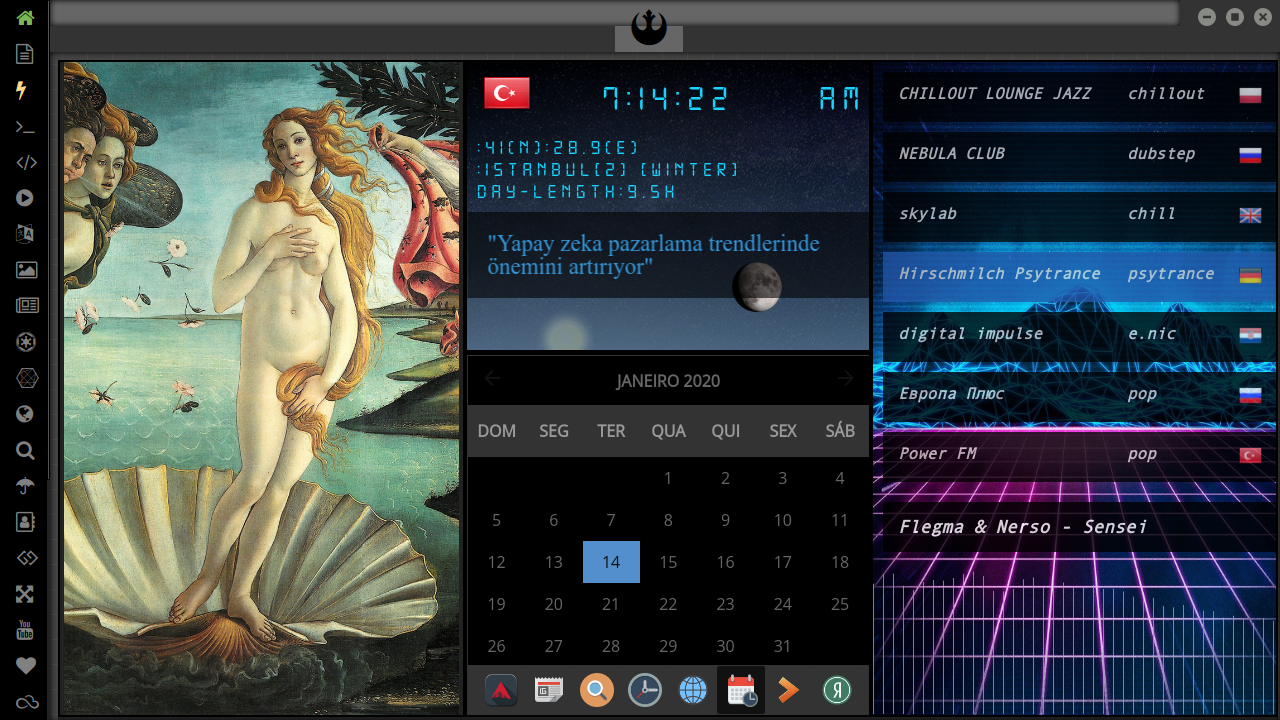 7:14:22 AM
:41(N):28.9(E)
:ISTANBUL(2) (WINTER)
DAY-LENGTH:9.5H
"Yapay zeka pazarlama trendlerinde
önemini artırıyor"
JANEIRO 2020
DOM SEG TER QUA QUI SEX SÁB
1 2 3 4
5 6 7 8 9 10 11
12 13 14 15 16 17 18
19 20 21 22 23 24 25
26 27 28 29 30 31
CHILLOUT LOUNGE JAZZ chillout
NEBULA CLUB dubstep
skylab chill
Hirschmilch Psytrance psytrance
digital impulse e.nic
Европа Плюс pop
Power FM pop
Flegma & Nerso - Sensei
You
Tube